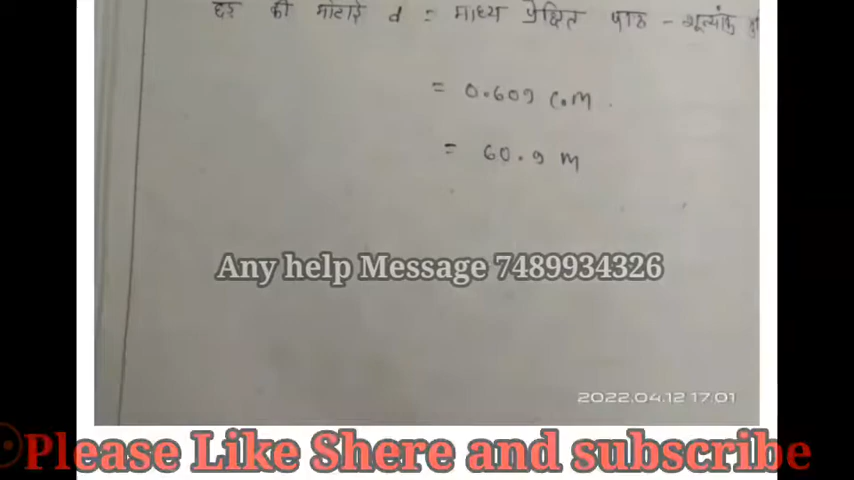 छड़ की मोटाई d = माध्य प्रेक्षित पाठ - शून्यांक
= 0.609 C.M
= 60.9 M
Any help Message 7489934326
2022.04.12 17:01
Please Like Shere and subscribe